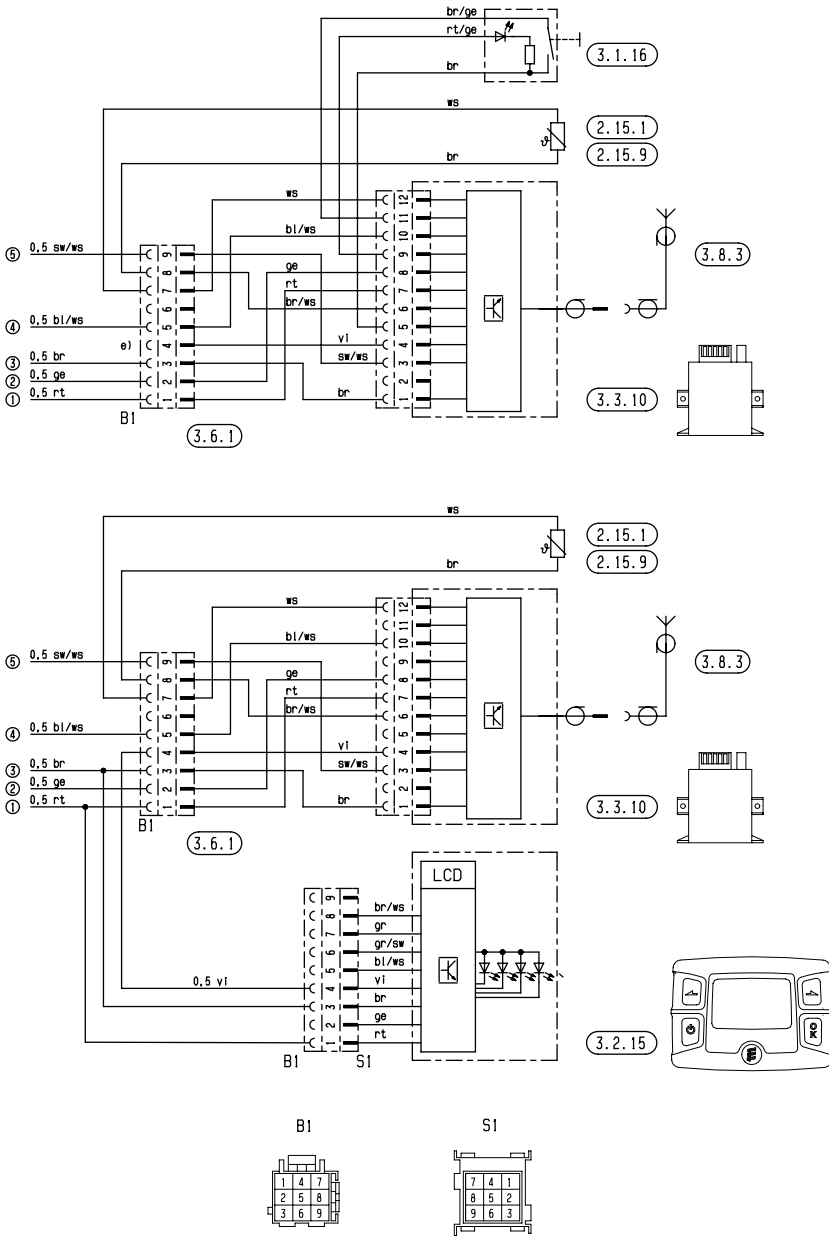 br/ge
rt/ge
br
3.1.16
ws
2.15.1
2.15.9
br
ws 12
11
bl/ws 10
⑤ 0,5 sw/ws 9 9
3.8.3
8 ge 8
7 rt 7
6 br/ws 6
④ 0,5 bl/ws 5 5
e) 4 vi 4
③ 0,5 br 3 sw/ws 3
② 0,5 ge 2 2
① 0,5 rt 1 br 1
3.3.10
B1
3.6.1
ws
2.15.1
2.15.9
br
ws 12
11
bl/ws 10
⑤ 0,5 sw/ws 9 9
3.8.3
8 ge 8
7 rt 7
6 br/ws 6
④ 0,5 bl/ws 5 5
4 vi 4
③ 0,5 br 3 sw/ws 3
② 0,5 ge 2 2
① 0,5 rt 1 br 1
3.3.10
B1
3.6.1
LCD
9
8 br/ws
7 gr
6 gr/sw
5 bl/ws
0,5 vi 4 vi
3 br
2 ge
1 rt
B1 S1
3.2.15
OK
B1 S1
1 4 7 7 4 1
2 5 8 8 5 2
3 6 9 9 6 3